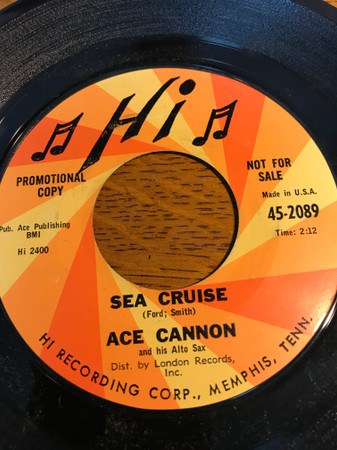 Hi
PROMOTIONAL
COPY
NOT FOR
SALE
Made in U.S.A.
Pub. Ace Publishing
BMI
45-2089
Hi 2400
Time: 2:12
SEA CRUISE
(Ford; Smith)
ACE CANNON
and his Alto Sax
Dist. by London Records,
Inc.
HI RECORDING CORP., MEMPHIS, TENN.